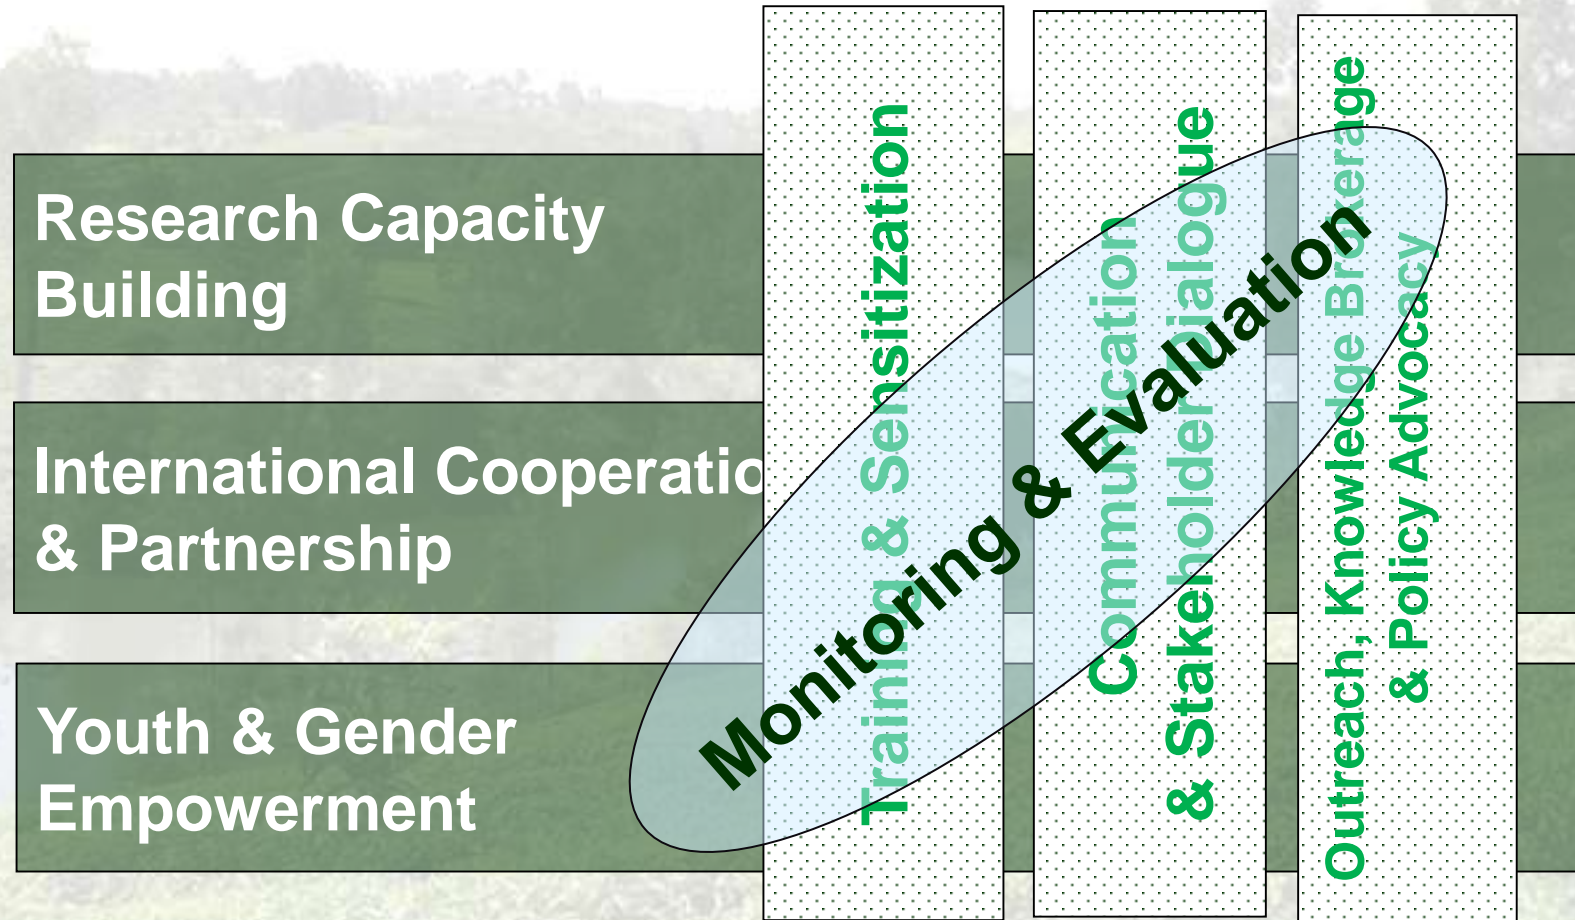 Research Capacity
Building
International Cooperatio
& Partnership
Youth & Gender
Empowerment
Training & Sensitization
Communication
& Stakeholder Dialogue
Outreach, Knowledge Brokerage
& Policy Advocacy
Monitoring & Evaluation